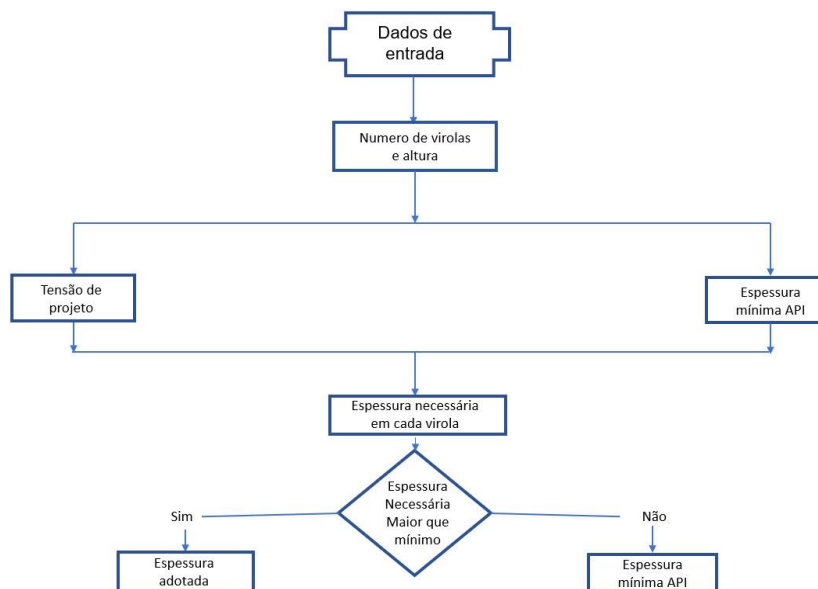 Dados de
entrada
Numero de virolas
e altura
Tensão de
projeto
Espessura
mínima API
Espessura necessária
em cada virola
Espessura
Necessária
Maior que
mínimo
Sim
Não
Espessura
adotada
Espessura
mínima API